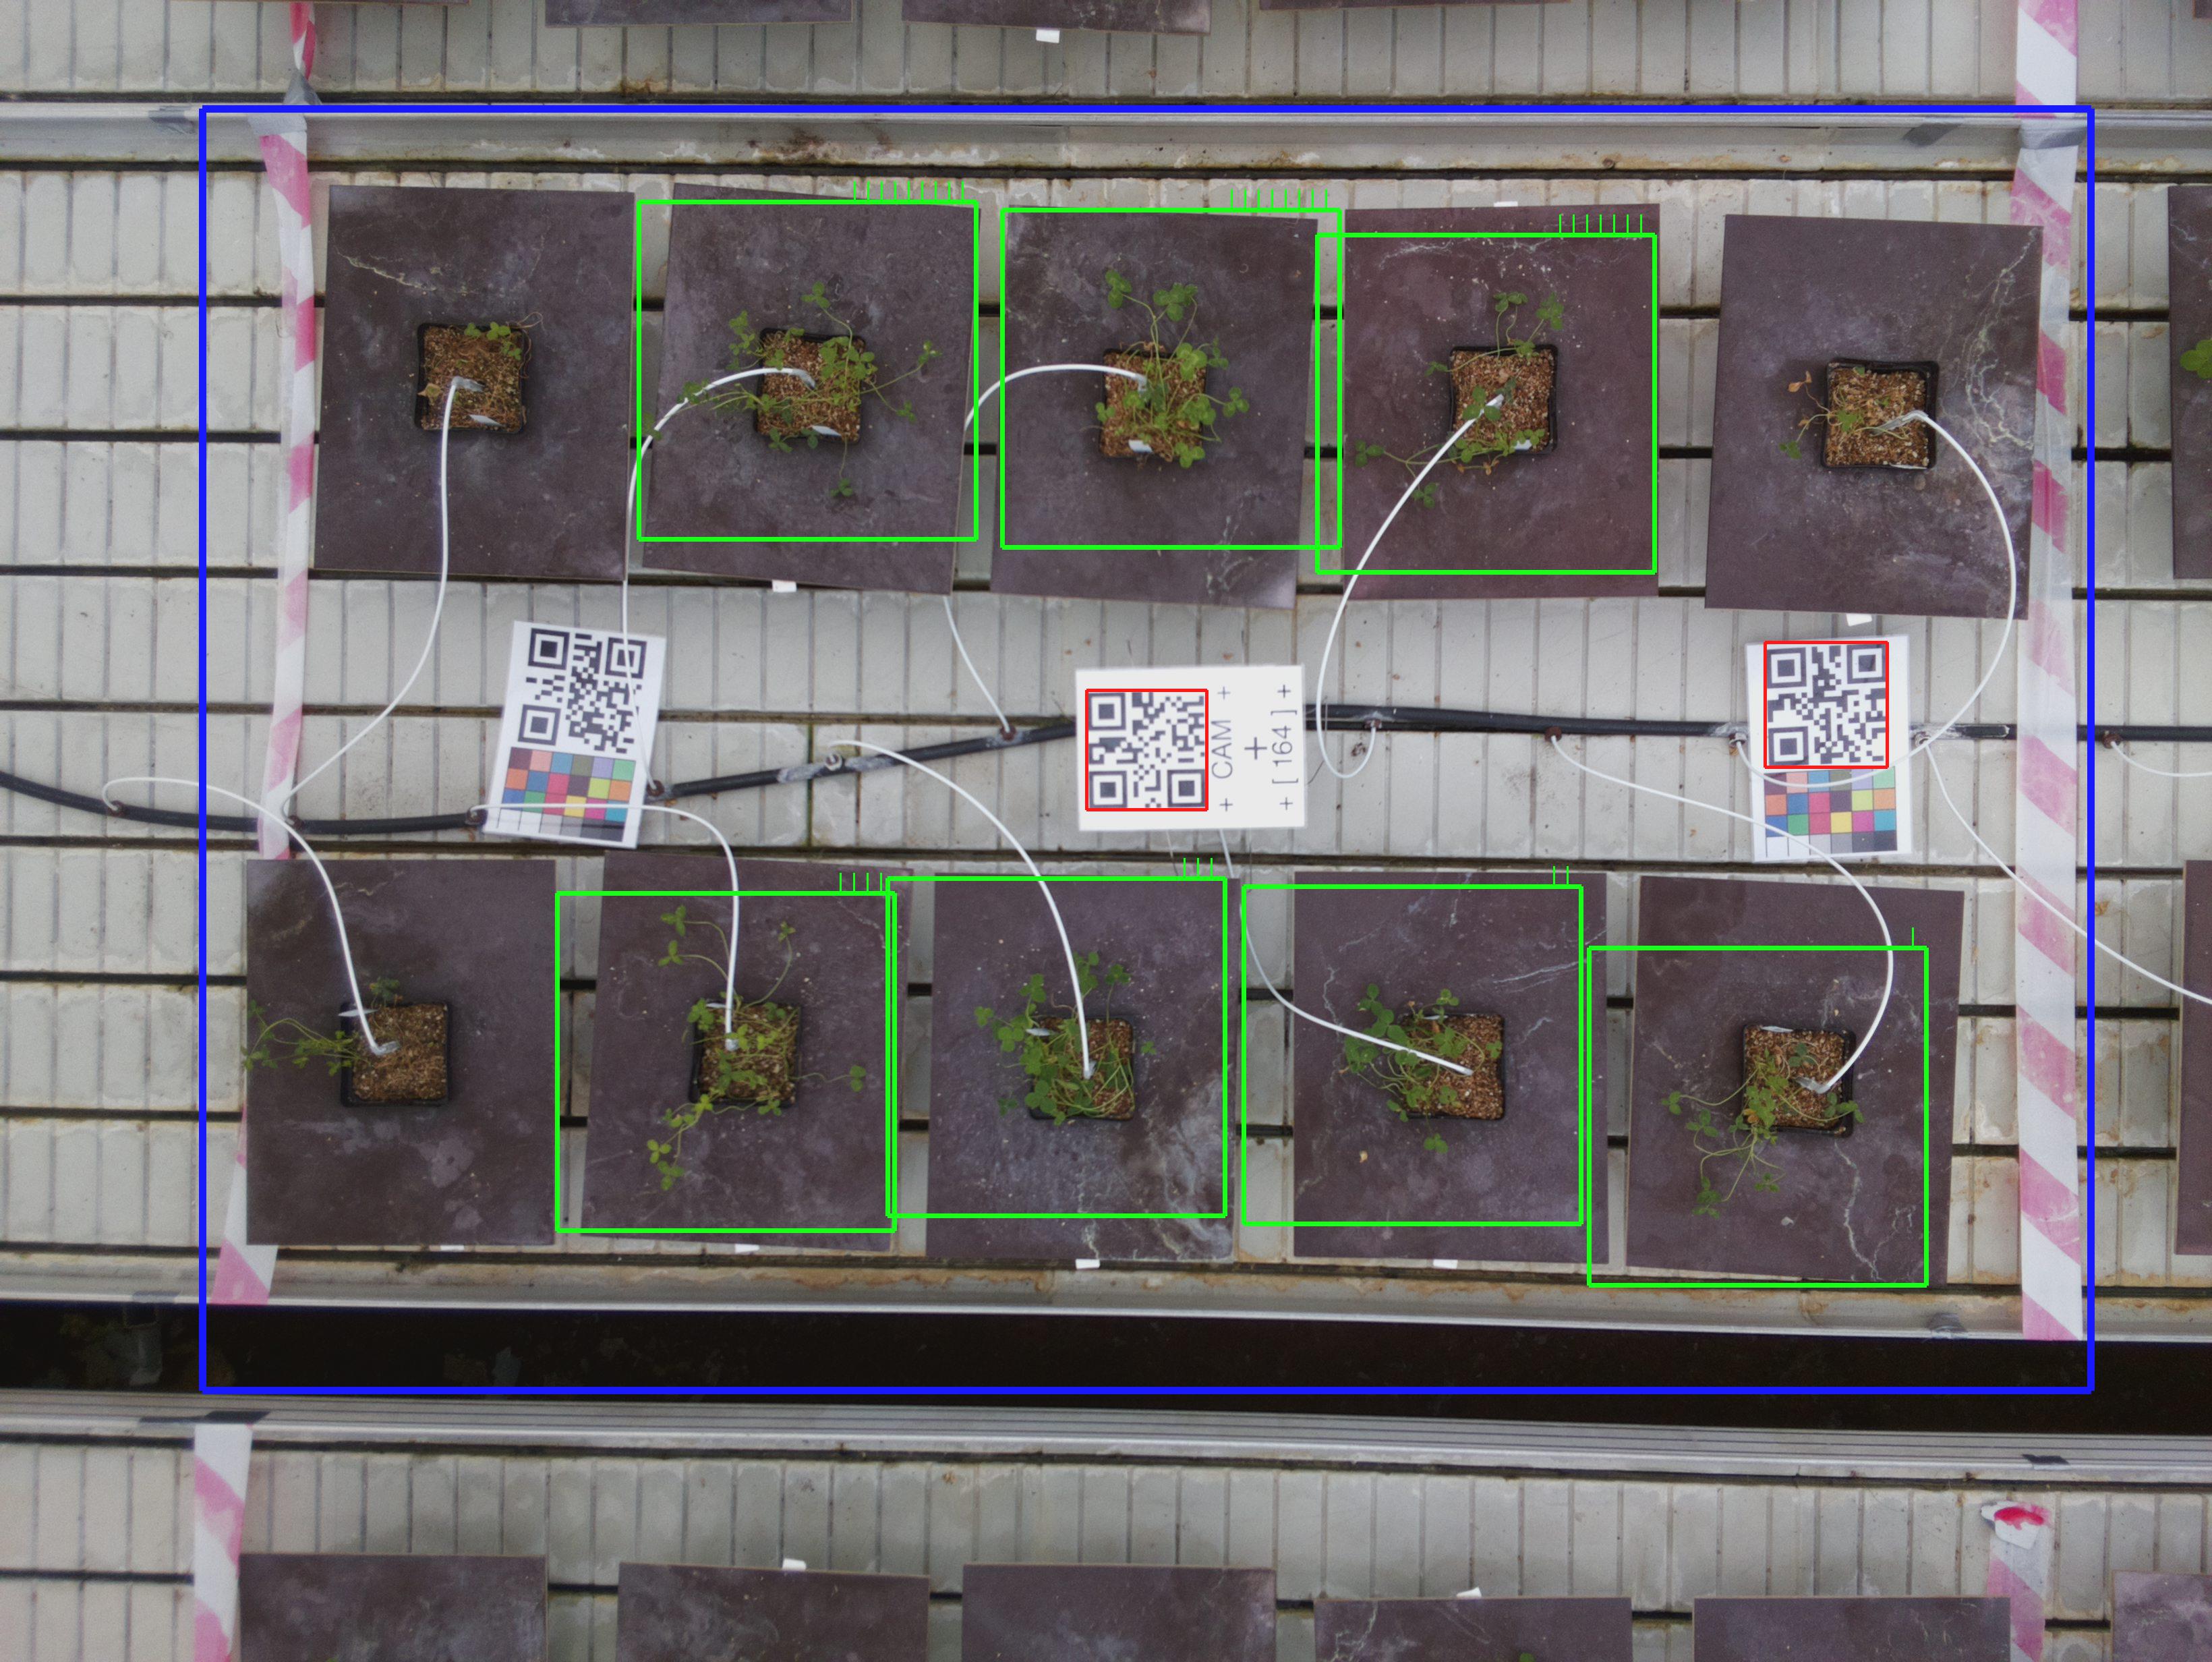 + CAM +
+
+ [ 164 ] +